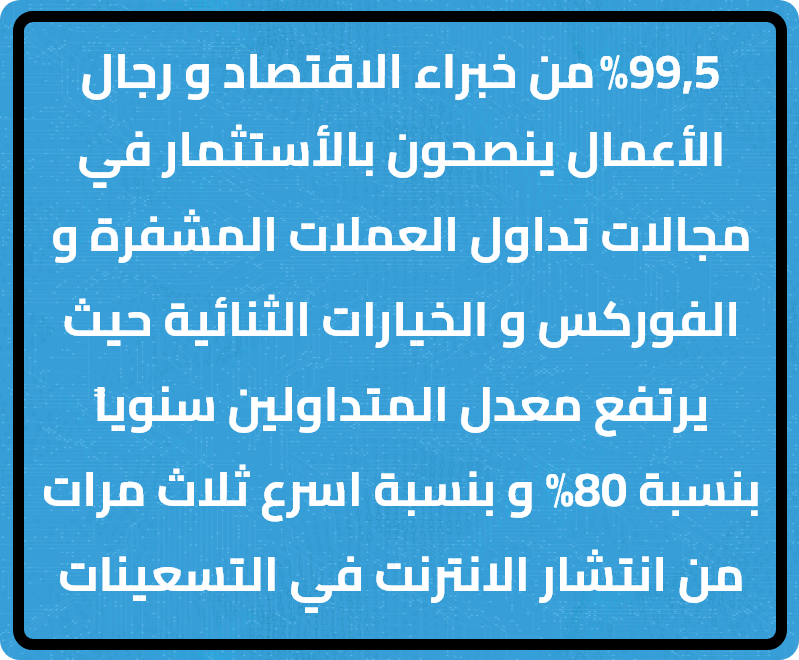 99,5% من خبراء الاقتصاد و رجال
الأعمال ينصحون بالأستثمار في
مجالات تداول العملات المشفرة و
الفوركس و الخيارات الثنائية حيث
يرتفع معدل المتداولين سنوياً
بنسبة 80% و بنسبة اسرع ثلاث مرات
من انتشار الانترنت في التسعينات